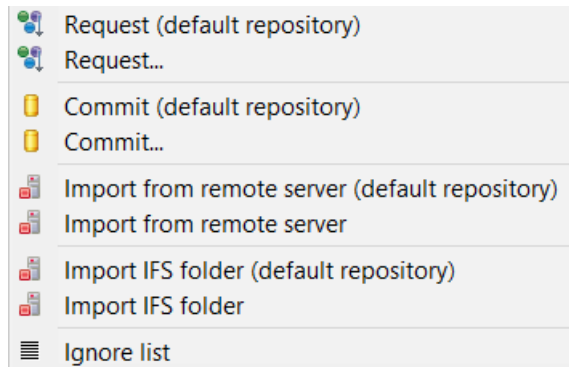 Request (default repository)
Request...
Commit (default repository)
Commit...
Import from remote server (default repository)
Import from remote server
Import IFS folder (default repository)
Import IFS folder
Ignore list